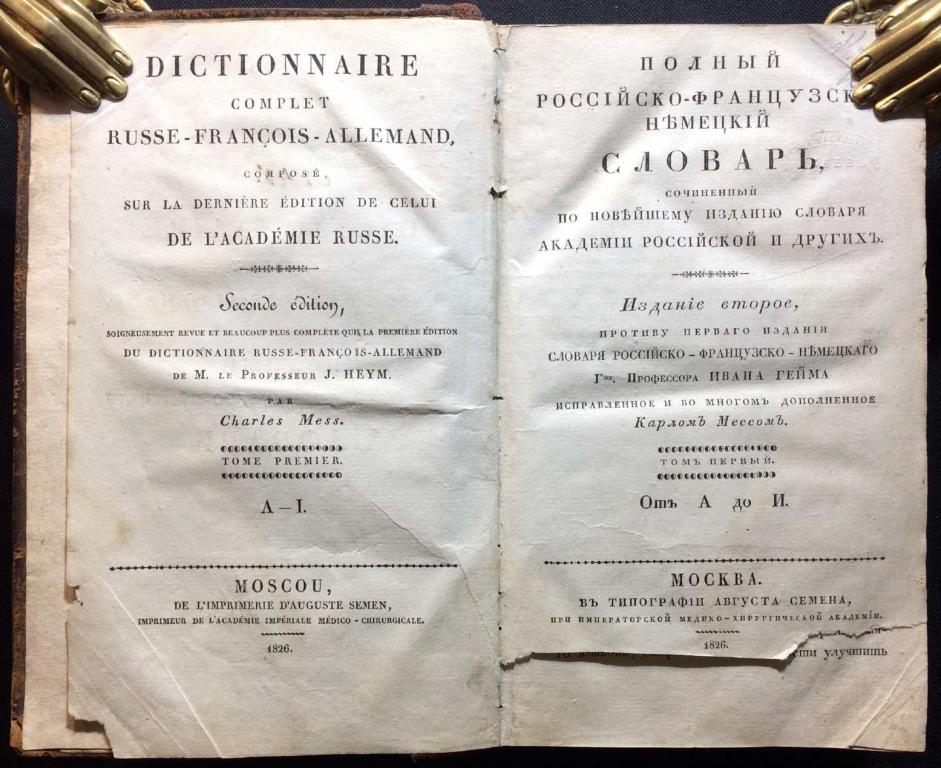 DICTIONNAIRE
COMPLET
RUSSE-FRANÇOIS-ALLEMAND,
COMPOSÉ
SUR LA DERNIÈRE ÉDITION DE CELUI
DE L'ACADÉMIE RUSSE.
Seconde édition,
SOIGNEUSEMENT REVUE ET BEAUCOUP PLUS COMPLÈTE QUE LA PREMIÈRE ÉDITION
DU DICTIONNAIRE RUSSE-FRANÇOIS-ALLEMAND
DE M. LE PROFESSEUR J. HEYM.
PAR
Charles Mess.
TOME PREMIER.
A—I.
MOSCOU,
DE L'IMPRIMERIE D'AUGUSTE SEMEN,
IMPRIMEUR DE L'ACADÉMIE IMPÉRIALE MÉDICO-CHIRURGICALE.
1826.
ПОЛНЫЙ
РОССІЙСКО-ФРАНЦУЗСК
НѢМЕЦКІЙ
СЛОВАРЬ,
СОЧИНЕННЫЙ
ПО НОВѢЙШЕМУ ИЗДАНІЮ СЛОВАРЯ
АКАДЕМІИ РОССІЙСКОЙ И ДРУГИХЪ.
Изданіе второе,
ПРОТИВУ ПЕРВАГО ИЗДАНІЯ
СЛОВАРЯ РОССІЙСКО-ФРАНЦУЗСКО-НѢМЕЦКАГО
Гна. ПРОФЕССОРА ИВАНА ГЕЙМА
ИСПРАВЛЕННОЕ И ВО МНОГОМЪ ДОПОЛНЕННОЕ
Карломъ Мессомъ.
ТОМЪ ПЕРВЫЙ.
Отъ А до И.
МОСКВА.
ВЪ ТИПОГРАФІИ АВГУСТА СЕМЕНА,
ПРИ ИМПЕРАТОРСКОЙ МЕДИКО-ХИРУРГИЧЕСКОЙ АКАДЕМІИ.
1826.
улучшить